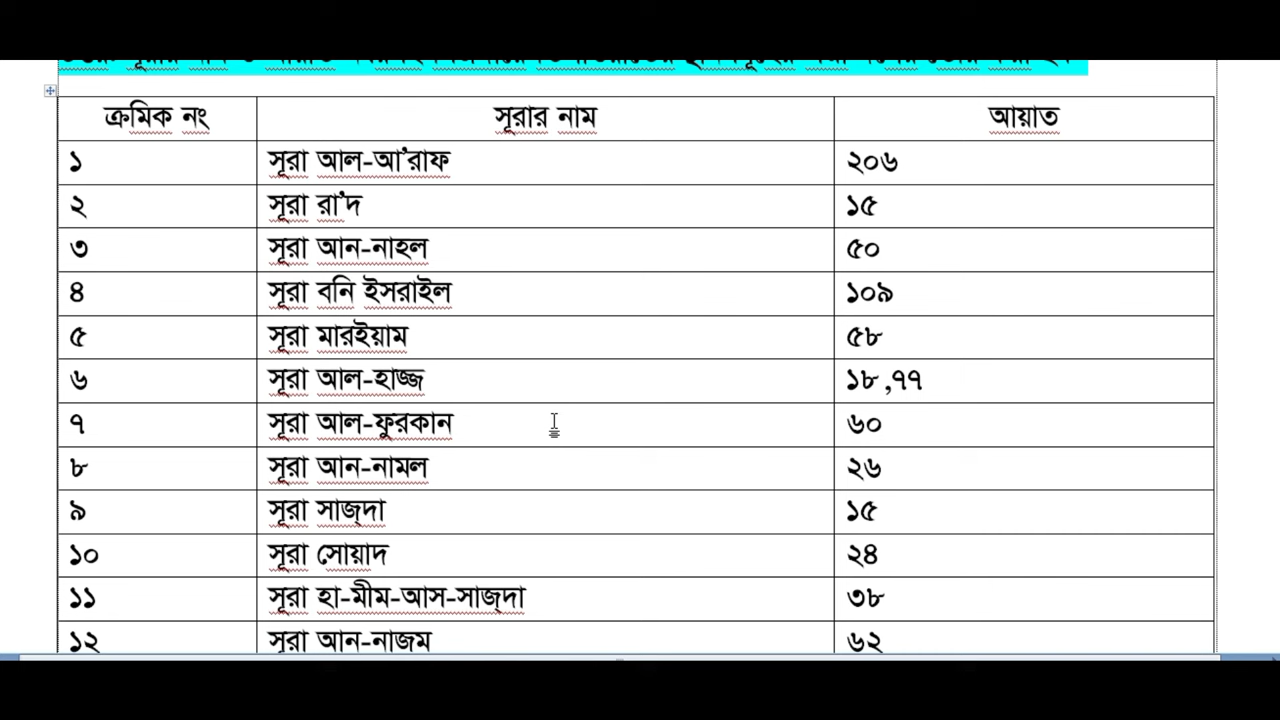 ক্রমিক নং	সূরার নাম	আয়াত
১	সূরা আল-আ’রাফ	২০৬
২	সূরা রা’দ	১৫
৩	সূরা আন-নাহল	৫০
৪	সূরা বনি ইসরাইল	১০৯
৫	সূরা মারইয়াম	৫৮
৬	সূরা আল-হাজ্জ	১৮,৭৭
৭	সূরা আল-ফুরকান	৬০
৮	সূরা আন-নামল	২৬
৯	সূরা সাজ্‌দা	১৫
১০	সূরা সোয়াদ	২৪
১১	সূরা হা-মীম-আস-সাজ্‌দা	৩৮
১২	সূরা আন-নাজম	৬২